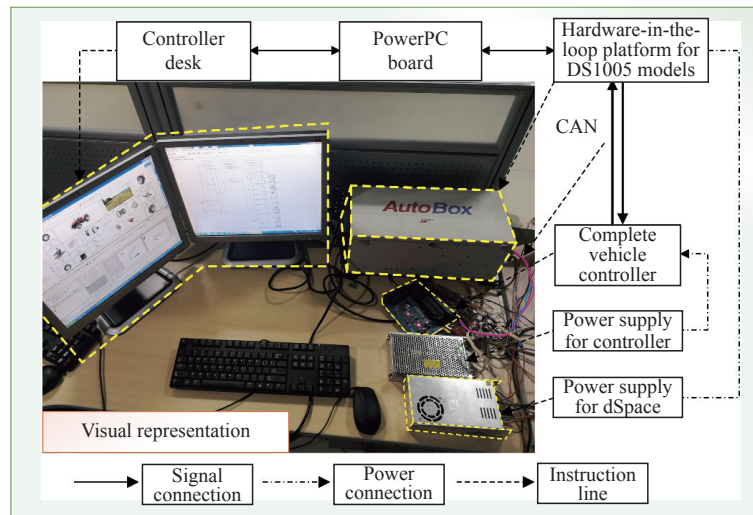 Controller
desk
PowerPC
board
Hardware-in-the-
loop platform for
DS1005 models
CAN
AutoBox
Complete
vehicle
controller
Power supply
for controller
Power supply
for dSpace
Visual representation
Signal
connection
Power
connection
Instruction
line